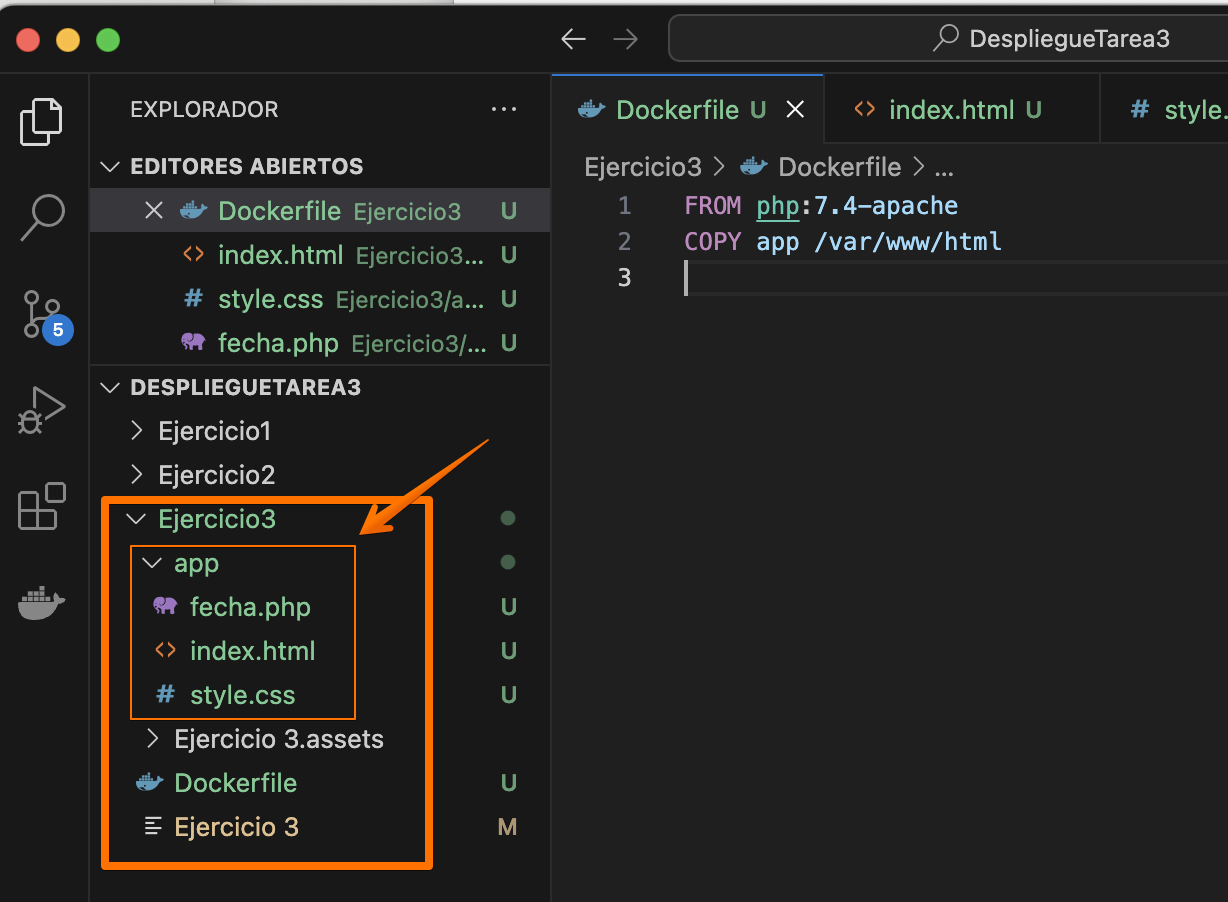 DespliegueTarea3
EXPLORADOR ...
Dockerfile U
index.html U
# style.
EDITORES ABIERTOS
Ejercicio3 > Dockerfile > ...
Dockerfile Ejercicio3 U
index.html Ejercicio3... U
# style.css Ejercicio3/a... U
fecha.php Ejercicio3/... U
1 FROM php:7.4-apache
2 COPY app /var/www/html
3
5
DESPLIEGUETAREA3
Ejercicio1
Ejercicio2
Ejercicio3
app
fecha.php U
index.html U
# style.css U
Ejercicio 3.assets
Dockerfile U
Ejercicio 3 M